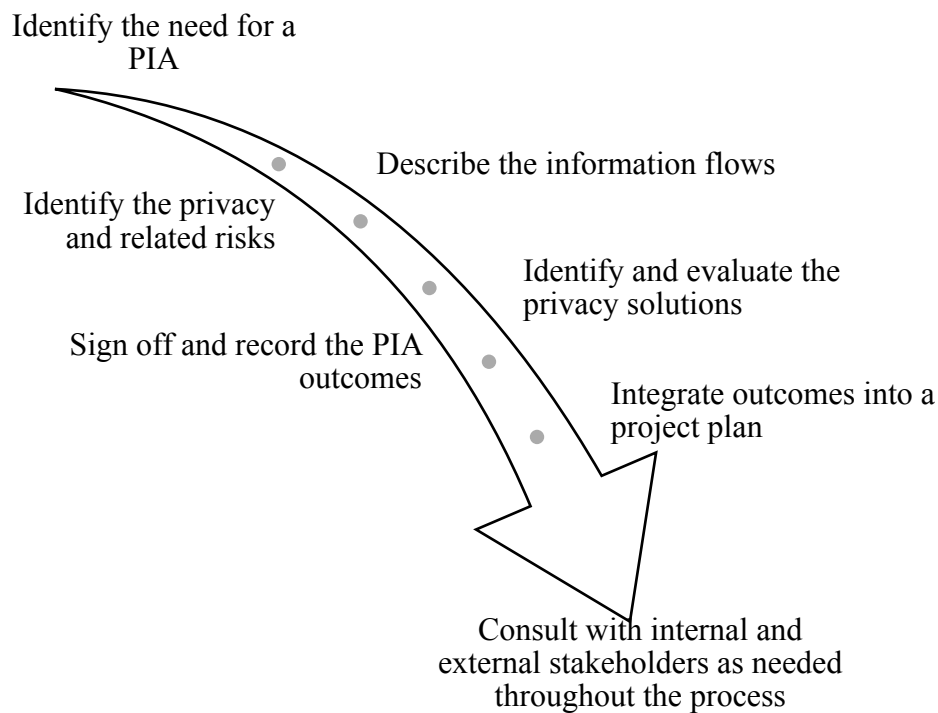 Identify the need for a
PIA
Describe the information flows
Identify the privacy
and related risks
Identify and evaluate the
privacy solutions
Sign off and record the PIA
outcomes
Integrate outcomes into a
project plan
Consult with internal and
external stakeholders as needed
throughout the process